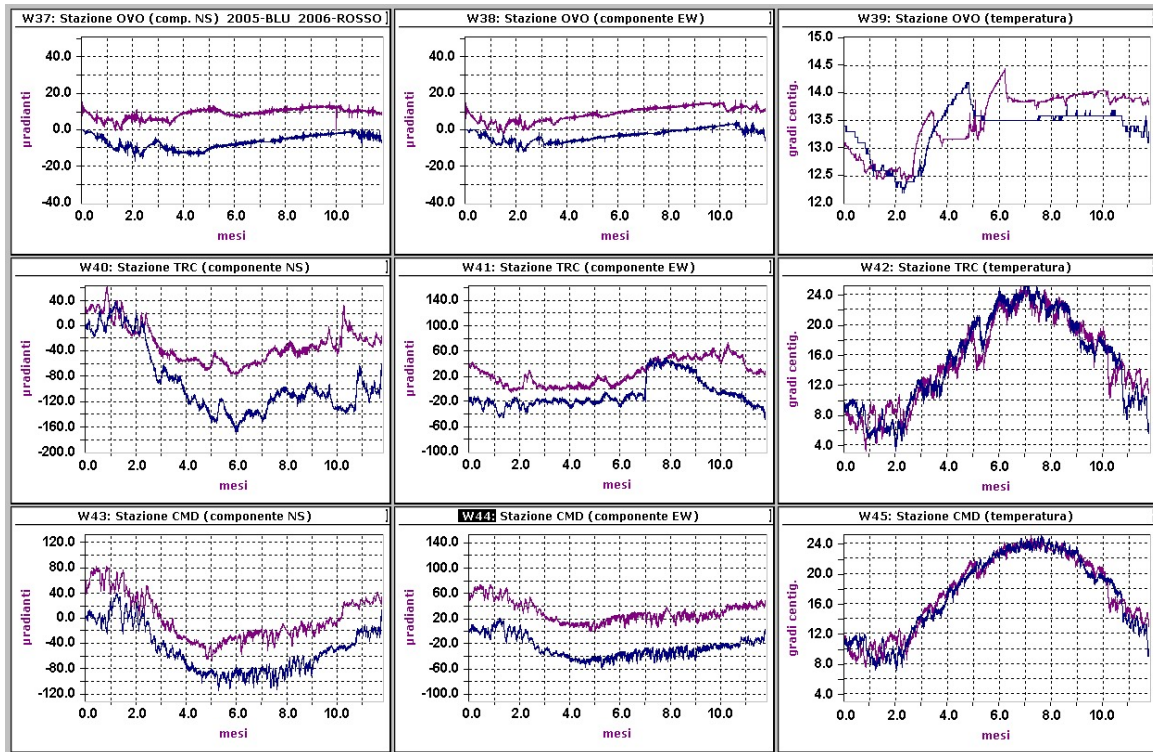 W37: Stazione OVO (comp. NS) 2005-BLU 2006-ROSSO ]
40.0
20.0
0.0
-20.0
-40.0
µradianti
0.0 2.0 4.0 6.0 8.0 10.0
mesi
W38: Stazione OVO (componente EW) ]
40.0
20.0
0.0
-20.0
-40.0
µradianti
0.0 2.0 4.0 6.0 8.0 10.0
mesi
W39: Stazione OVO (temperatura) ]
15.0
14.5
14.0
13.5
13.0
12.5
12.0
gradi centig.
0.0 2.0 4.0 6.0 8.0 10.0
mesi
W40: Stazione TRC (componente NS) ]
40.0
0.0
-40.0
-80.0
-120.0
-160.0
-200.0
µradianti
0.0 2.0 4.0 6.0 8.0 10.0
mesi
W41: Stazione TRC (componente EW) ]
140.0
100.0
60.0
20.0
-20.0
-60.0
-100.0
µradianti
0.0 2.0 4.0 6.0 8.0 10.0
mesi
W42: Stazione TRC (temperatura) ]
24.0
20.0
16.0
12.0
8.0
4.0
gradi centig.
0.0 2.0 4.0 6.0 8.0 10.0
mesi
W43: Stazione CMD (componente NS) ]
120.0
80.0
40.0
0.0
-40.0
-80.0
-120.0
µradianti
0.0 2.0 4.0 6.0 8.0 10.0
mesi
W44: Stazione CMD (componente EW) ]
140.0
100.0
60.0
20.0
-20.0
-60.0
-100.0
µradianti
0.0 2.0 4.0 6.0 8.0 10.0
mesi
W45: Stazione CMD (temperatura) ]
24.0
20.0
16.0
12.0
8.0
4.0
gradi centig.
0.0 2.0 4.0 6.0 8.0 10.0
mesi